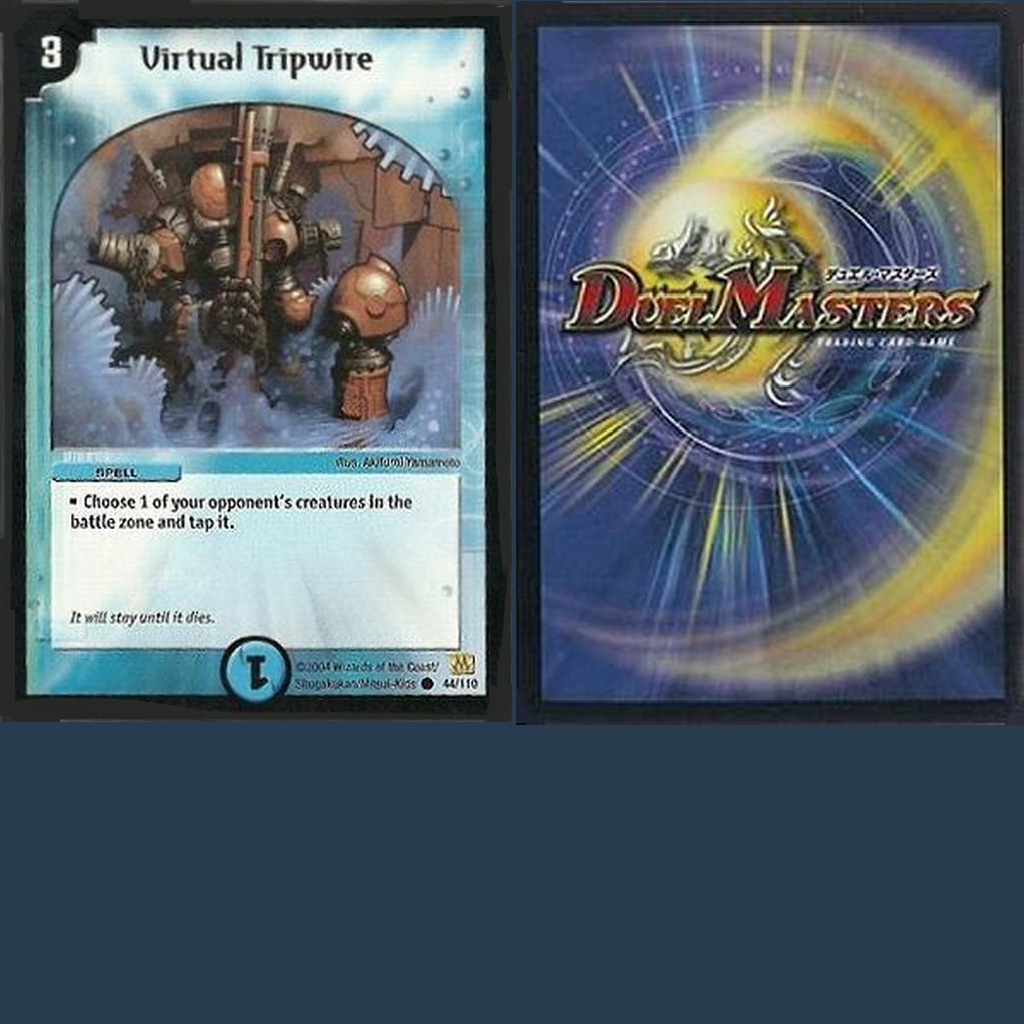 3
Virtual Tripwire
illus. Akifumi Yamamoto
SPELL
▪ Choose 1 of your opponent's creatures in the
battle zone and tap it.
It will stay until it dies.
1
©2004 Wizards of the Coast/
Shogakukan/Mitsui-Kids ● 44/110
デュエル・マスターズ
DUEL MASTERS
TRADING CARD GAME